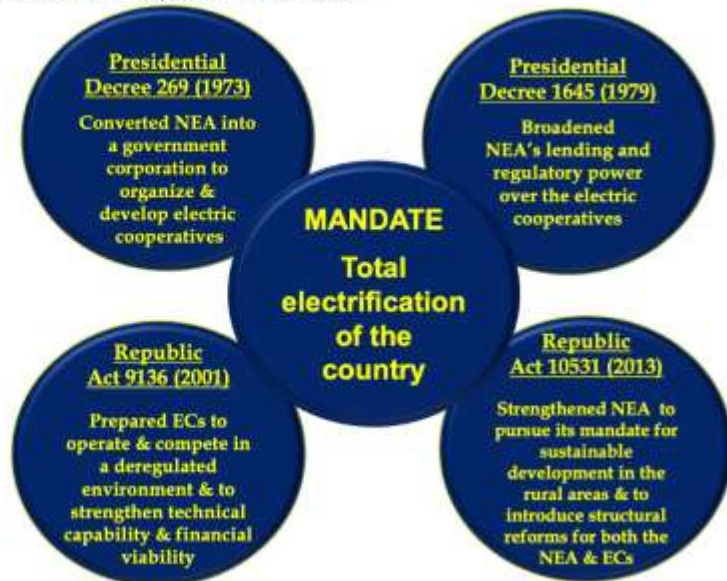 Presidential
Decree 269 (1973)
Converted NEA into
a government
corporation to
organize &
develop electric
cooperatives
Presidential
Decree 1645 (1979)
Broadened
NEA's lending and
regulatory power
over the electric
cooperatives
MANDATE
Total
electrification
of the
country
Republic
Act 9136 (2001)
Prepared ECs to
operate & compete in
a deregulated
environment & to
strengthen technical
capability & financial
viability
Republic
Act 10531 (2013)
Strengthened NEA to
pursue its mandate for
sustainable
development in the
rural areas & to
introduce structural
reforms for both the
NEA & ECs